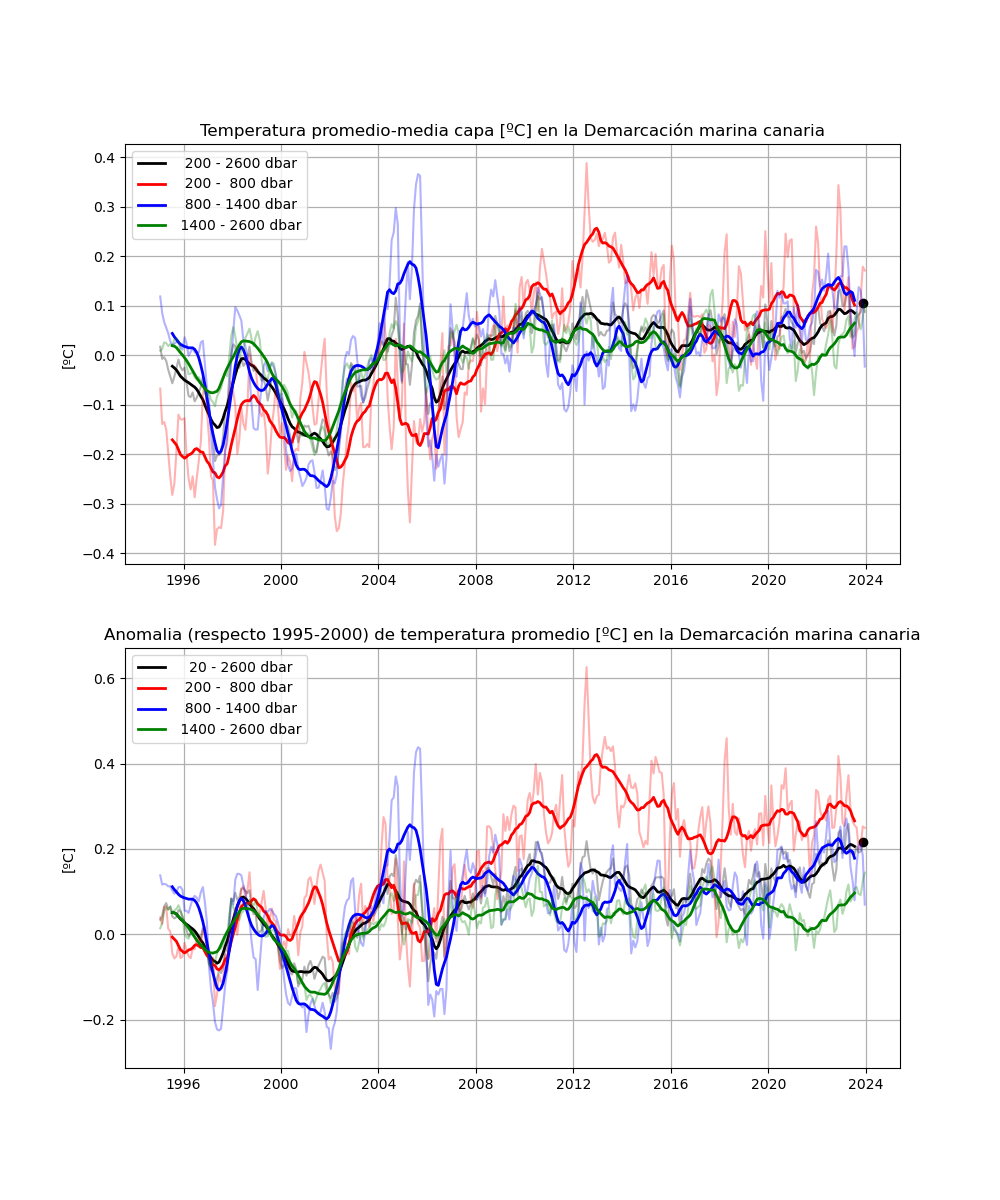 Temperatura promedio-media capa [ºC] en la Demarcación marina canaria
0.4
0.3
0.2
0.1
0.0
−0.1
−0.2
−0.3
−0.4
[ºC]
200 - 2600 dbar
200 - 800 dbar
800 - 1400 dbar
1400 - 2600 dbar
1996 2000 2004 2008 2012 2016 2020 2024
Anomalia (respecto 1995-2000) de temperatura promedio [ºC] en la Demarcación marina canaria
0.6
0.4
0.2
0.0
−0.2
[ºC]
20 - 2600 dbar
200 - 800 dbar
800 - 1400 dbar
1400 - 2600 dbar
1996 2000 2004 2008 2012 2016 2020 2024